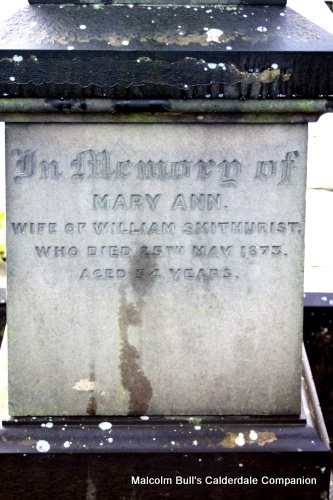 In Memory of
MARY ANN.
WIFE OF WILLIAM SMITHURIST,
WHO DIED 25TH MAY 1873.
AGED 34 YEARS.
Malcolm Bull's Calderdale Companion